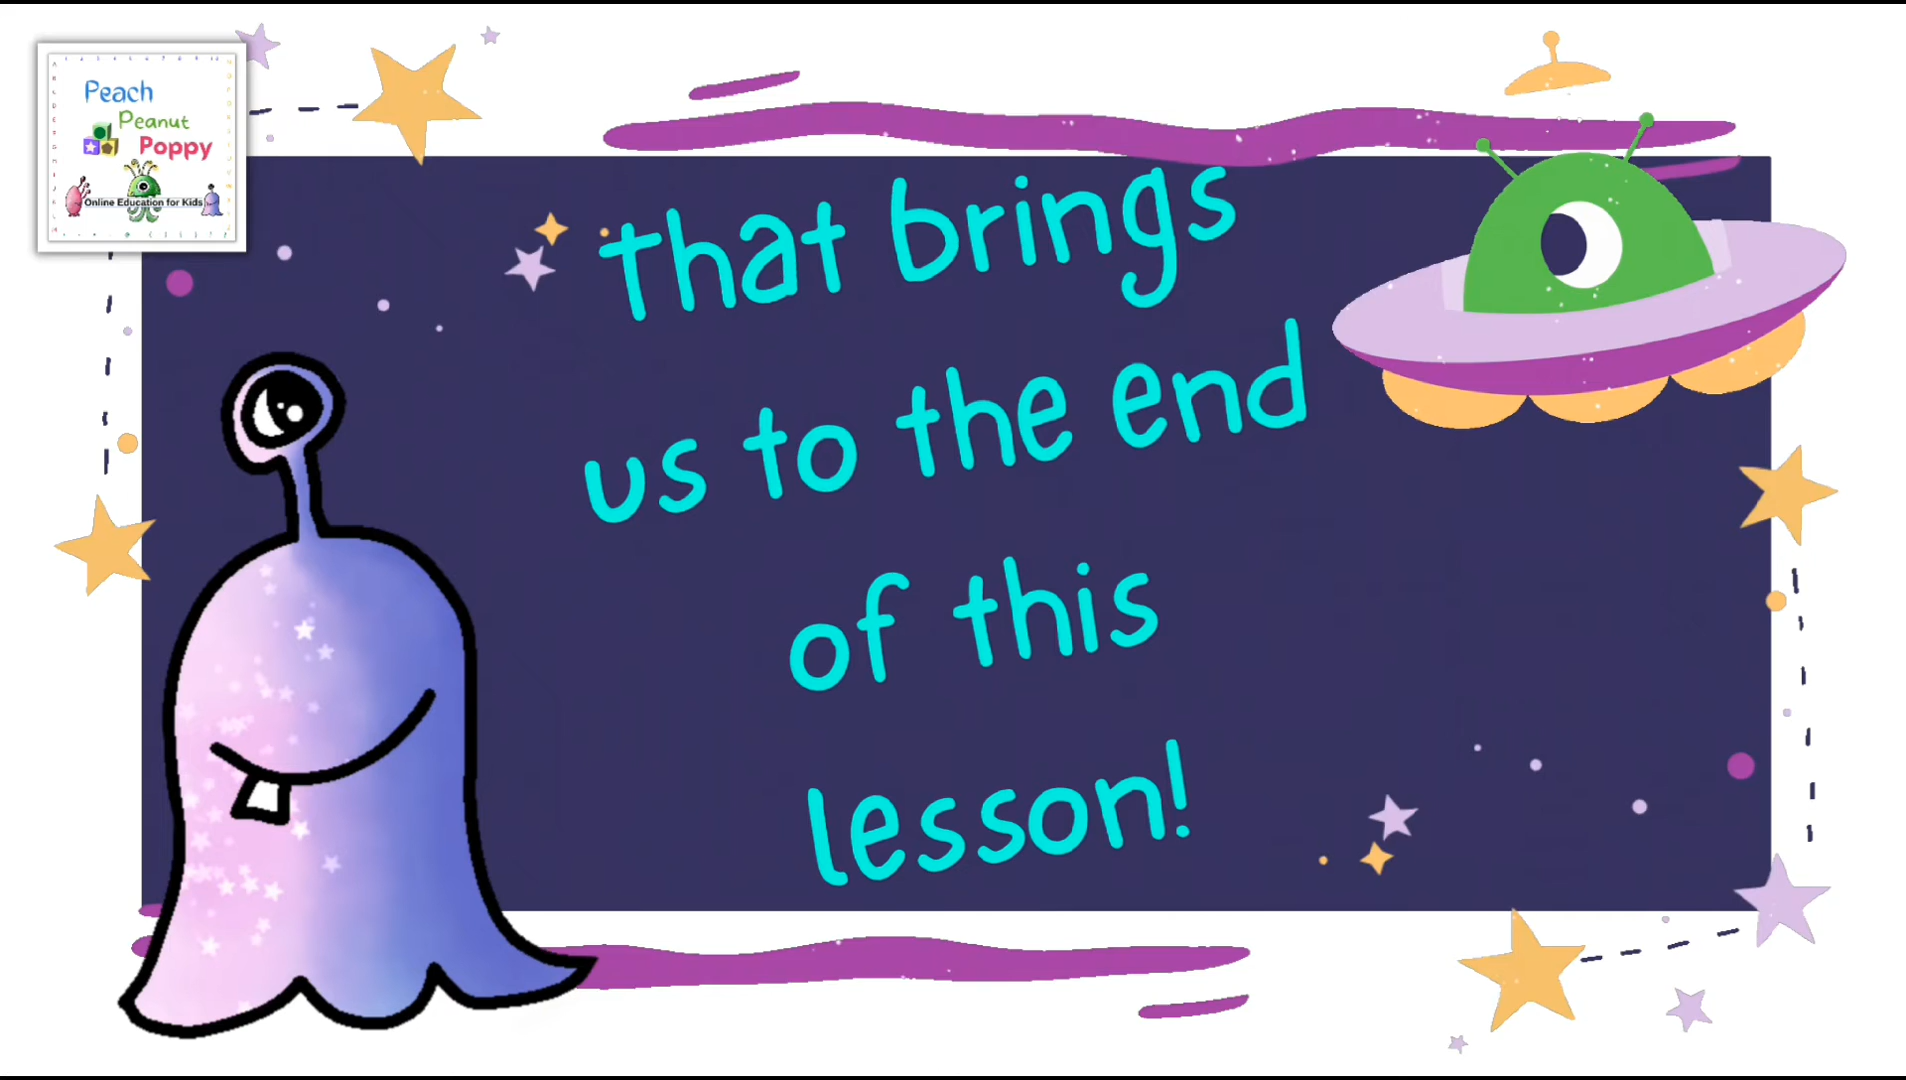 Peach
Peanut
Poppy
Online Education for Kids
that brings
us to the end
of this
lesson!